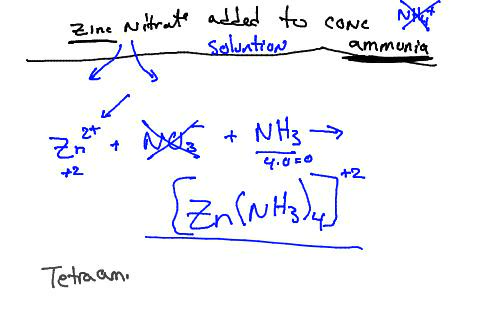 Zinc Nitrate added to conc NH₄⁺
Solution ammonia
Zn²⁺ + NO₃ + NH₃ →
+2 4·0=0
[Zn(NH₃)₄]⁺²
Tetraam.